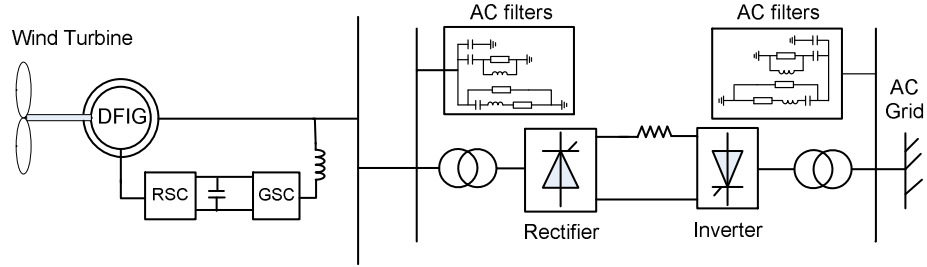 AC filters
AC filters
Wind Turbine
DFIG
AC
Grid
RSC
GSC
Rectifier
Inverter